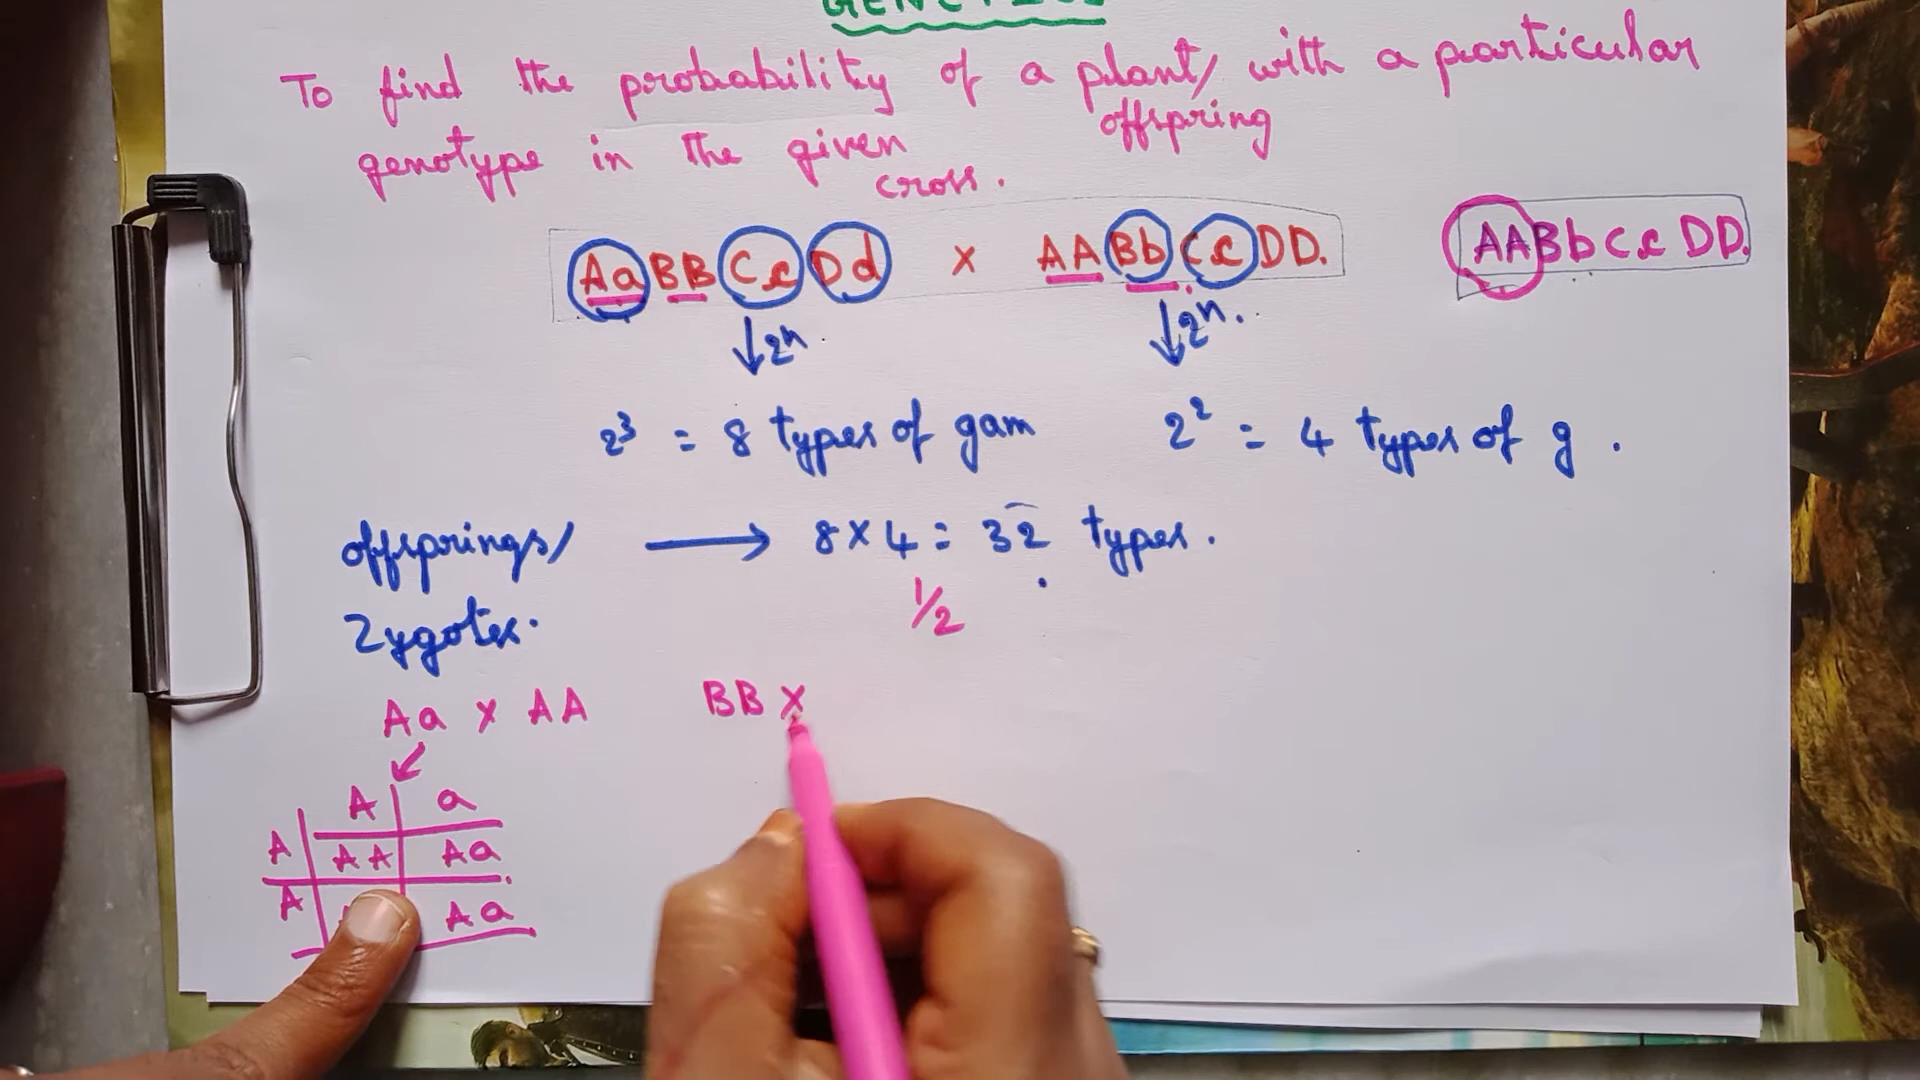 To find the probability of a plant/ with a particular
offspring
genotype in the given
cross.
AaBBCcDd × AABbCcDD. AABbCcDD.
2ⁿ 2ⁿ.
2³ = 8 types of gam 2² = 4 types of g.
offsprings/ → 8×4 = 32 types.
1/2
Zygotes.
Aa × AA BB ×
A a
A AA Aa
A Aa